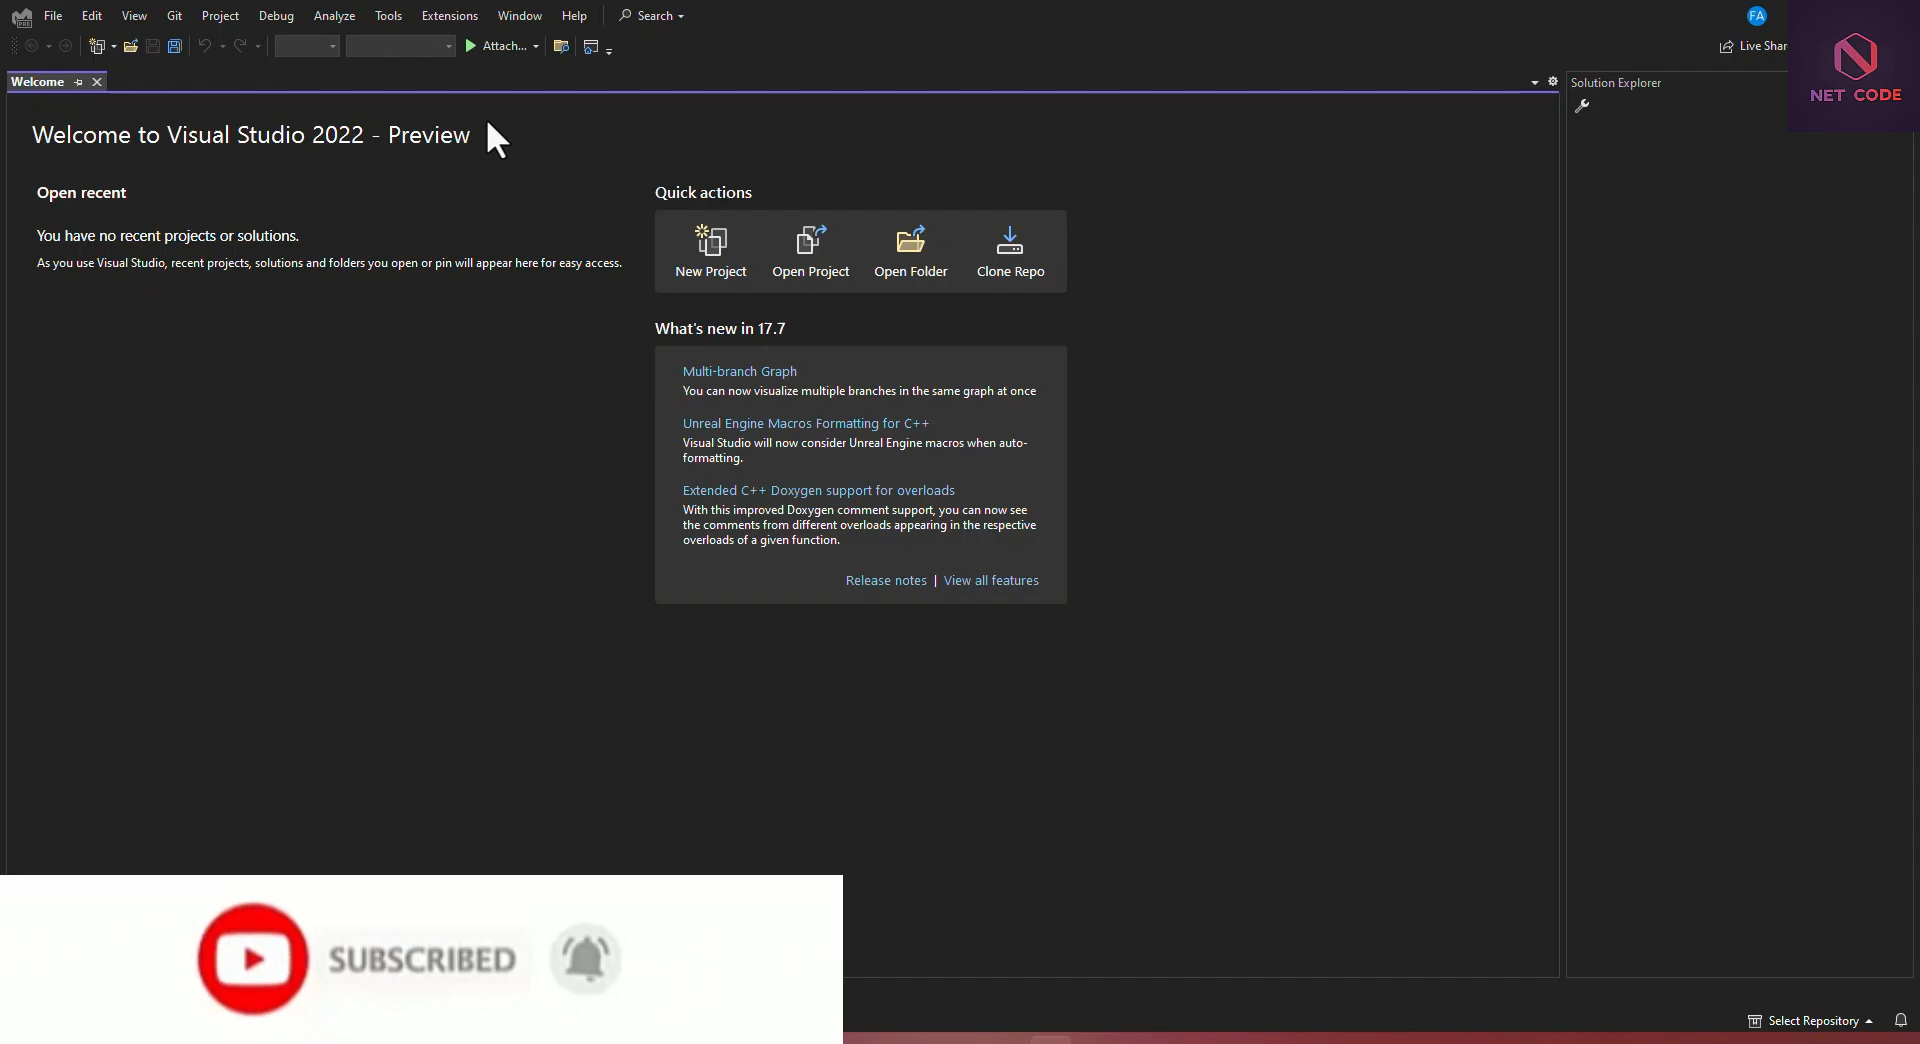 File Edit View Git Project Debug Analyze Tools Extensions Window Help Search
FA
Attach...
Live Shar
NET CODE
Welcome
Solution Explorer
Welcome to Visual Studio 2022 - Preview
Open recent
You have no recent projects or solutions.
As you use Visual Studio, recent projects, solutions and folders you open or pin will appear here for easy access.
Quick actions
New Project Open Project Open Folder Clone Repo
What's new in 17.7
Multi-branch Graph
You can now visualize multiple branches in the same graph at once
Unreal Engine Macros Formatting for C++
Visual Studio will now consider Unreal Engine macros when auto-
formatting.
Extended C++ Doxygen support for overloads
With this improved Doxygen comment support, you can now see
the comments from different overloads appearing in the respective
overloads of a given function.
Release notes | View all features
SUBSCRIBED
Select Repository